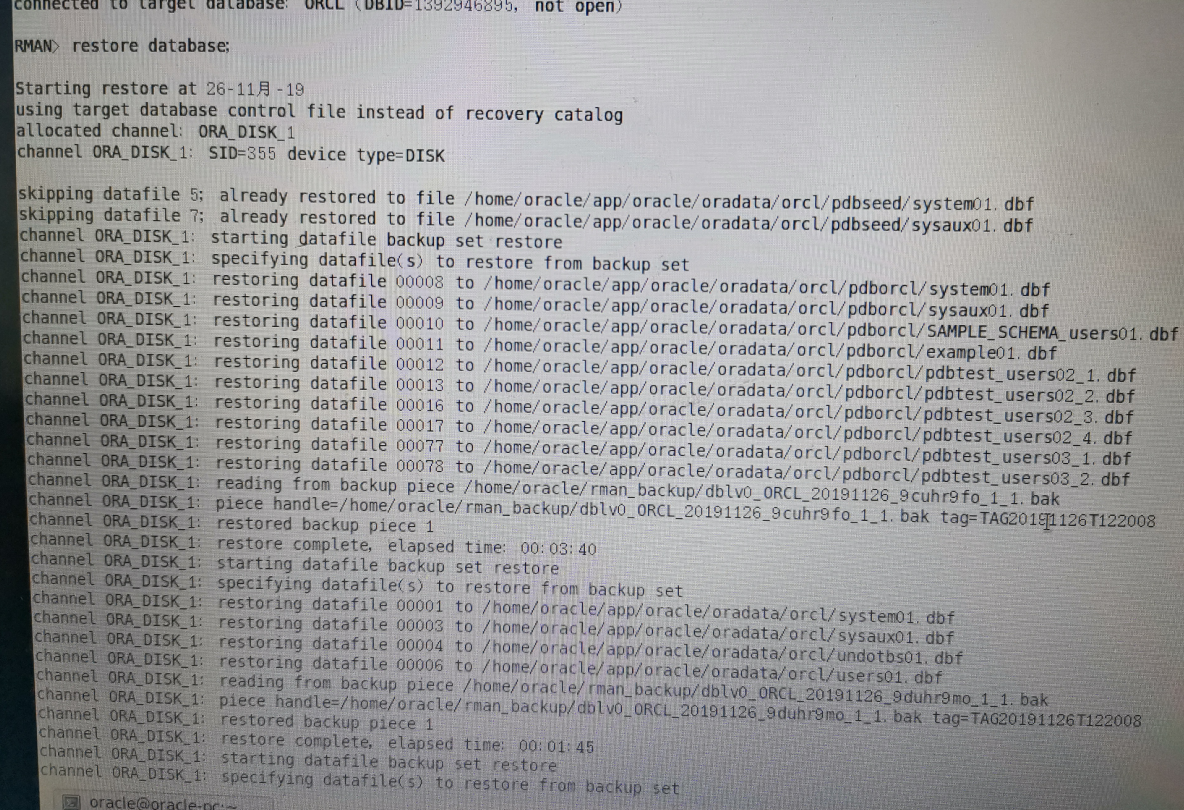 connected to target database: ORCL (DBID=1392946895, not open)
RMAN> restore database;
Starting restore at 26-11月-19
using target database control file instead of recovery catalog
allocated channel: ORA_DISK_1
channel ORA_DISK_1: SID=355 device type=DISK
skipping datafile 5; already restored to file /home/oracle/app/oracle/oradata/orcl/pdbseed/system01.dbf
skipping datafile 7; already restored to file /home/oracle/app/oracle/oradata/orcl/pdbseed/sysaux01.dbf
channel ORA_DISK_1: starting datafile backup set restore
channel ORA_DISK_1: specifying datafile(s) to restore from backup set
channel ORA_DISK_1: restoring datafile 00008 to /home/oracle/app/oracle/oradata/orcl/pdborcl/system01.dbf
channel ORA_DISK_1: restoring datafile 00009 to /home/oracle/app/oracle/oradata/orcl/pdborcl/sysaux01.dbf
channel ORA_DISK_1: restoring datafile 00010 to /home/oracle/app/oracle/oradata/orcl/pdborcl/SAMPLE_SCHEMA_users01.dbf
channel ORA_DISK_1: restoring datafile 00011 to /home/oracle/app/oracle/oradata/orcl/pdborcl/example01.dbf
channel ORA_DISK_1: restoring datafile 00012 to /home/oracle/app/oracle/oradata/orcl/pdborcl/pdbtest_users02_1.dbf
channel ORA_DISK_1: restoring datafile 00013 to /home/oracle/app/oracle/oradata/orcl/pdborcl/pdbtest_users02_2.dbf
channel ORA_DISK_1: restoring datafile 00016 to /home/oracle/app/oracle/oradata/orcl/pdborcl/pdbtest_users02_3.dbf
channel ORA_DISK_1: restoring datafile 00017 to /home/oracle/app/oracle/oradata/orcl/pdborcl/pdbtest_users02_4.dbf
channel ORA_DISK_1: restoring datafile 00077 to /home/oracle/app/oracle/oradata/orcl/pdborcl/pdbtest_users03_1.dbf
channel ORA_DISK_1: restoring datafile 00078 to /home/oracle/app/oracle/oradata/orcl/pdborcl/pdbtest_users03_2.dbf
channel ORA_DISK_1: reading from backup piece /home/oracle/rman_backup/dblv0_ORCL_20191126_9cuhr9fo_1_1.bak
channel ORA_DISK_1: piece handle=/home/oracle/rman_backup/dblv0_ORCL_20191126_9cuhr9fo_1_1.bak tag=TAG20191126T122008
channel ORA_DISK_1: restored backup piece 1
channel ORA_DISK_1: restore complete, elapsed time: 00:03:40
channel ORA_DISK_1: starting datafile backup set restore
channel ORA_DISK_1: specifying datafile(s) to restore from backup set
channel ORA_DISK_1: restoring datafile 00001 to /home/oracle/app/oracle/oradata/orcl/system01.dbf
channel ORA_DISK_1: restoring datafile 00003 to /home/oracle/app/oracle/oradata/orcl/sysaux01.dbf
channel ORA_DISK_1: restoring datafile 00004 to /home/oracle/app/oracle/oradata/orcl/undotbs01.dbf
channel ORA_DISK_1: restoring datafile 00006 to /home/oracle/app/oracle/oradata/orcl/users01.dbf
channel ORA_DISK_1: reading from backup piece /home/oracle/rman_backup/dblv0_ORCL_20191126_9duhr9mo_1_1.bak
channel ORA_DISK_1: piece handle=/home/oracle/rman_backup/dblv0_ORCL_20191126_9duhr9mo_1_1.bak tag=TAG20191126T122008
channel ORA_DISK_1: restored backup piece 1
channel ORA_DISK_1: restore complete, elapsed time: 00:01:45
channel ORA_DISK_1: starting datafile backup set restore
channel ORA_DISK_1: specifying datafile(s) to restore from backup set
oracle@oracle-pc:~